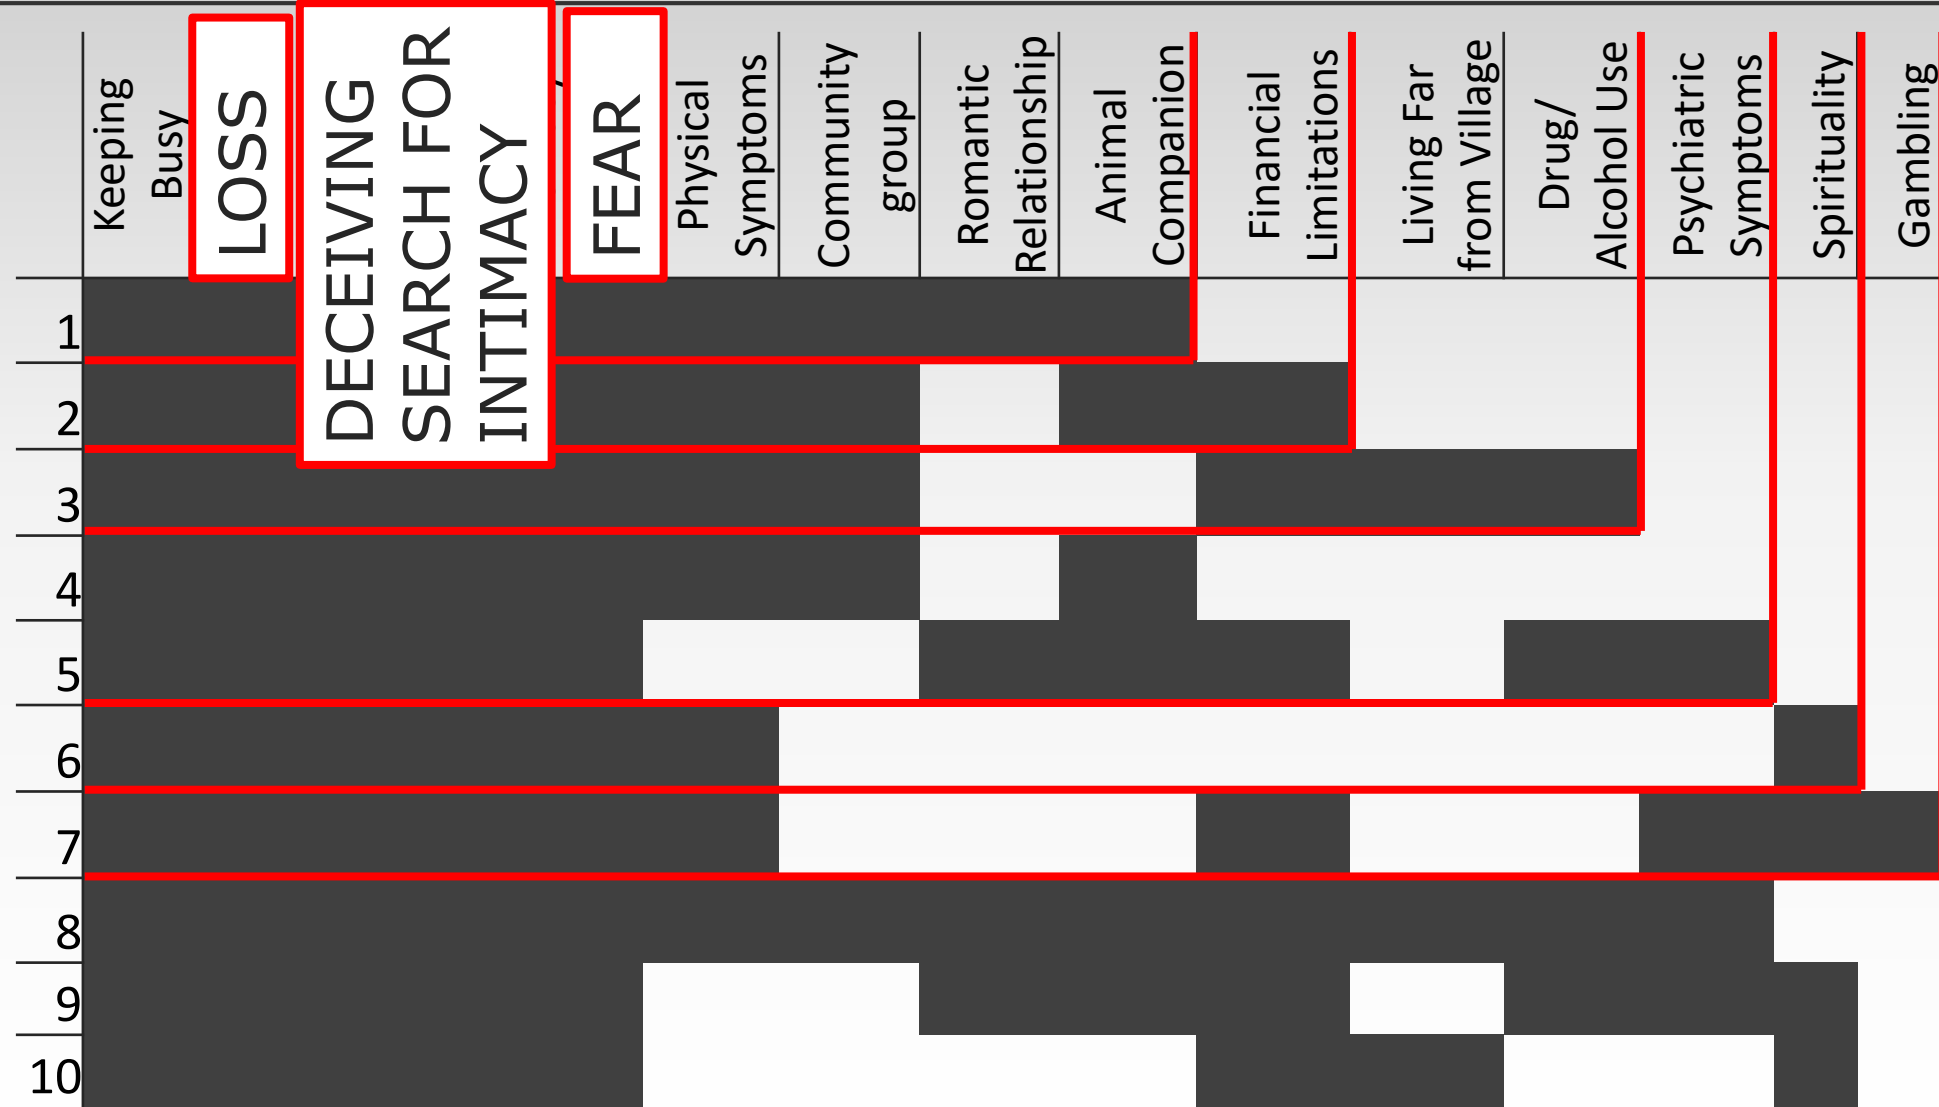 Keeping
Busy
LOSS
DECEIVING
SEARCH FOR
INTIMACY
FEAR
Physical
Symptoms
Community
group
Romantic
Relationship
Animal
Companion
Financial
Limitations
Living Far
from Village
Drug/
Alcohol Use
Psychiatric
Symptoms
Spirituality
Gambling
1
2
3
4
5
6
7
8
9
10